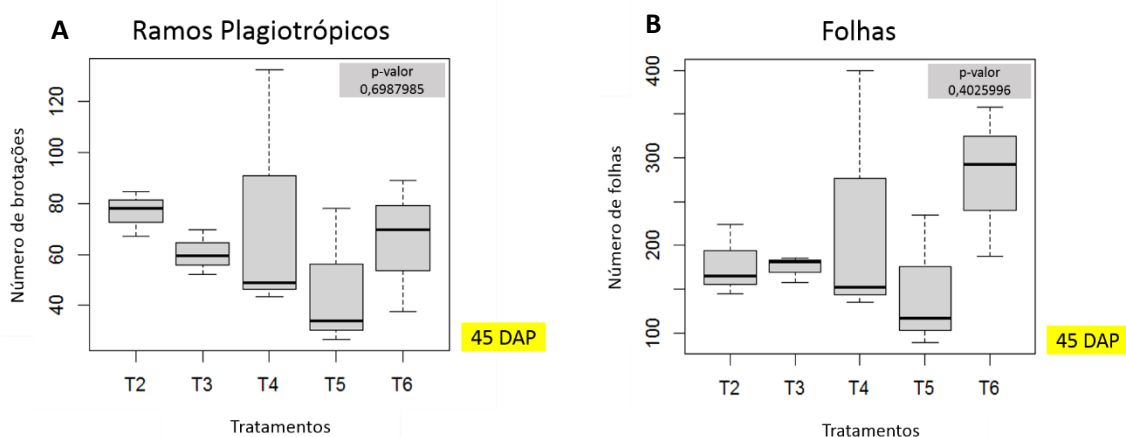 A
Ramos Plagiotrópicos
p-valor
0,6987985
Número de brotações
120
100
80
60
40
T2 T3 T4 T5 T6
Tratamentos
45 DAP
B
Folhas
p-valor
0,4025996
Número de folhas
400
300
200
100
T2 T3 T4 T5 T6
Tratamentos
45 DAP